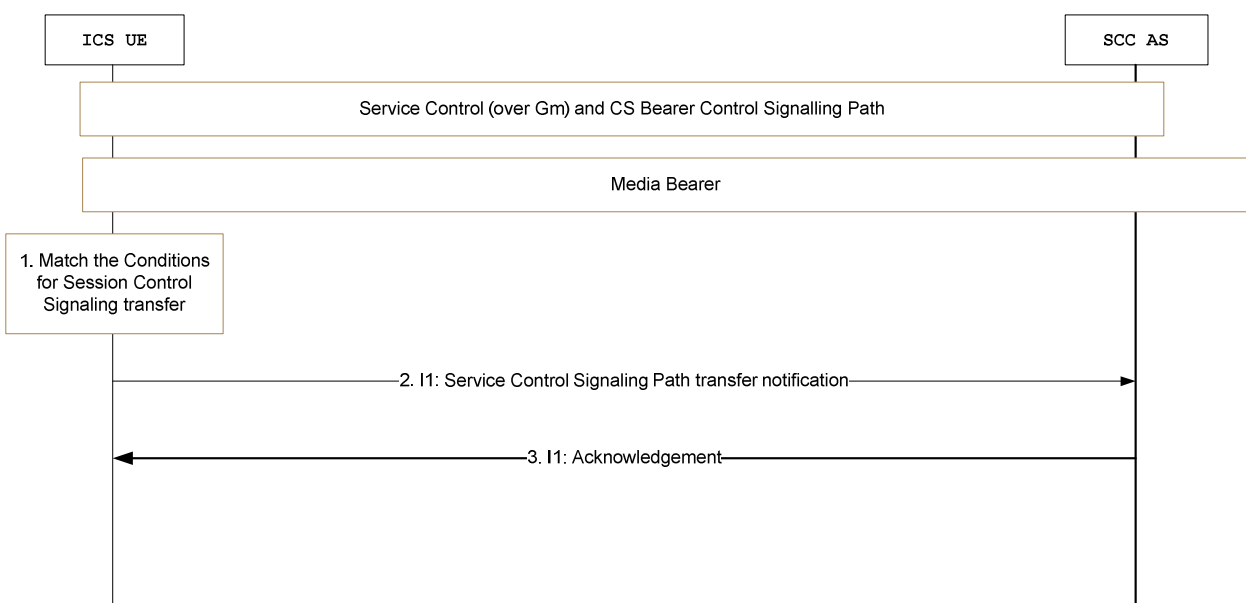 ICS UE
SCC AS
Service Control (over Gm) and CS Bearer Control Signalling Path
Media Bearer
1. Match the Conditions
for Session Control
Signaling transfer
2. I1: Service Control Signaling Path transfer notification
3. I1: Acknowledgement